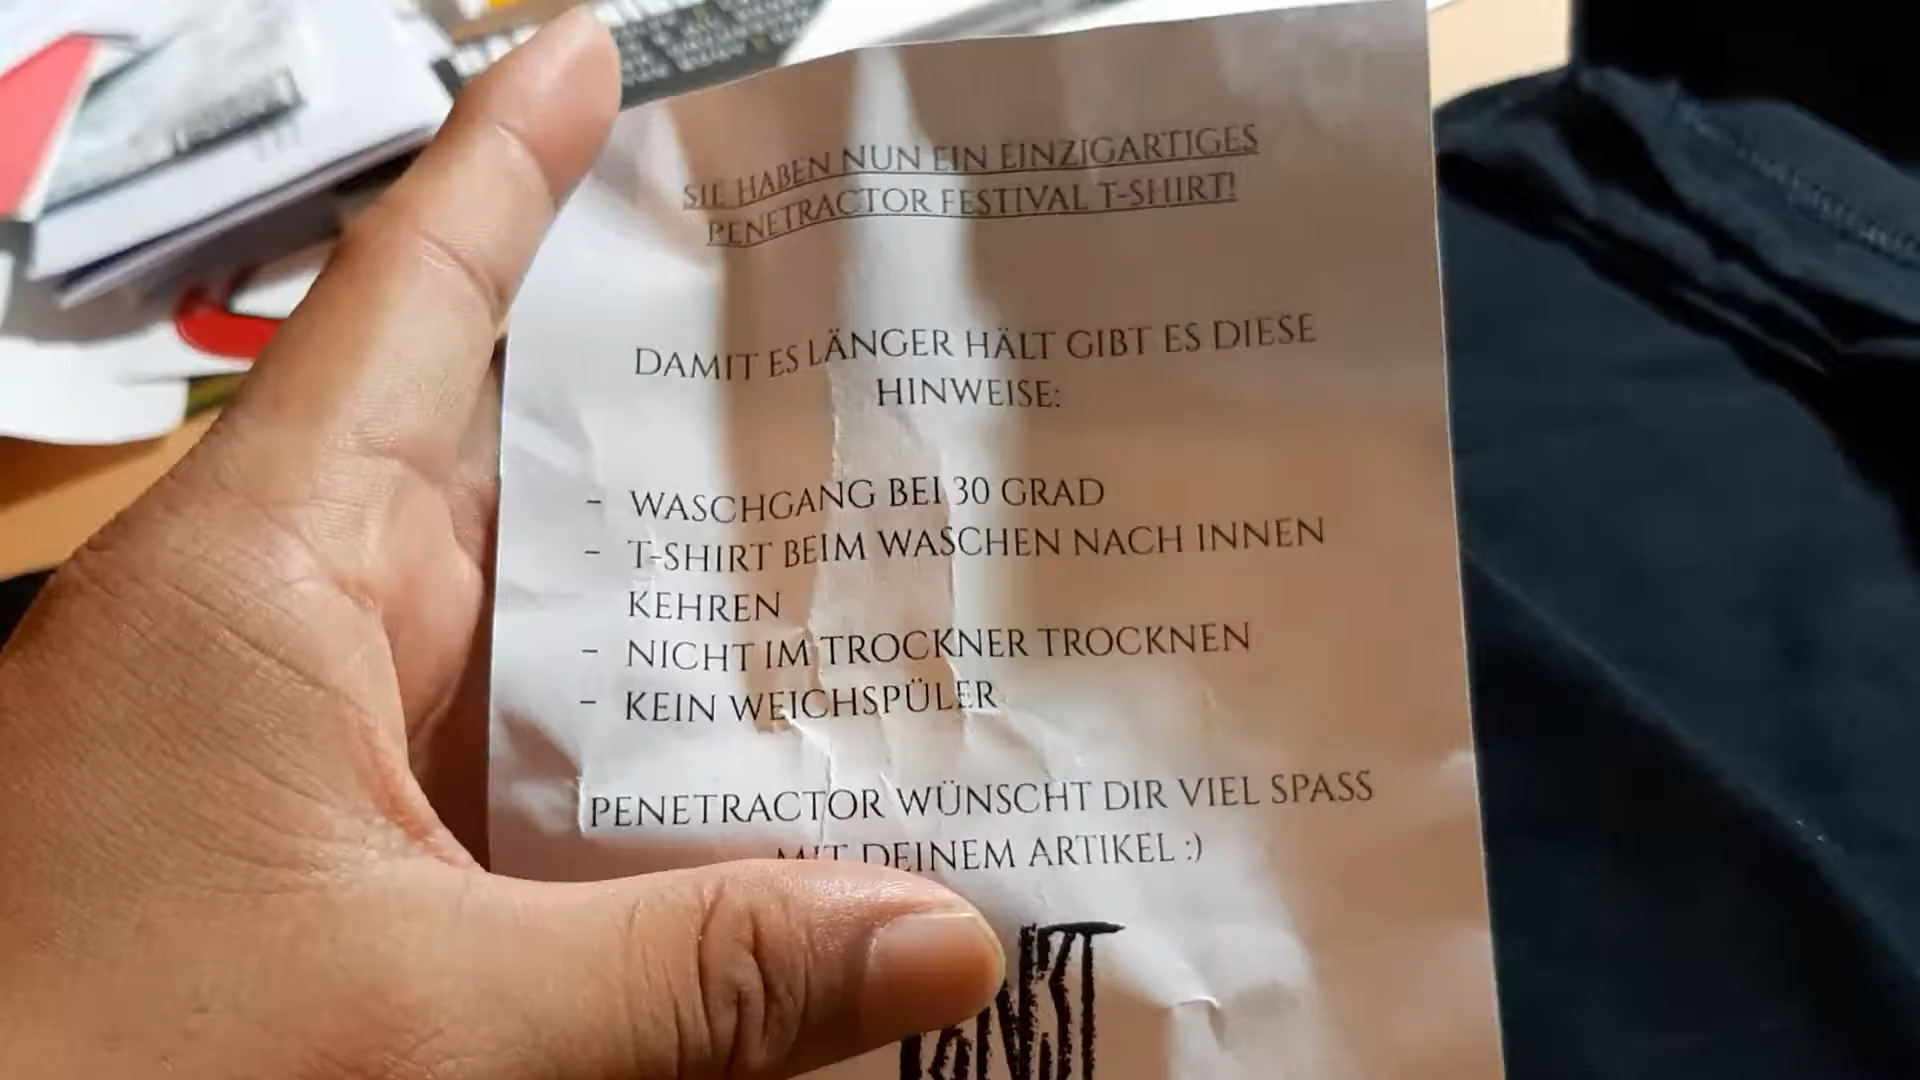 SIE HABEN NUN EIN EINZIGARTIGES
PENETRACTOR FESTIVAL T-SHIRT!
DAMIT ES LÄNGER HÄLT GIBT ES DIESE
HINWEISE:
- WASCHGANG BEI 30 GRAD
- T-SHIRT BEIM WASCHEN NACH INNEN
KEHREN
- NICHT IM TROCKNER TROCKNEN
- KEIN WEICHSPÜLER
PENETRACTOR WÜNSCHT DIR VIEL SPASS
MIT DEINEM ARTIKEL :)